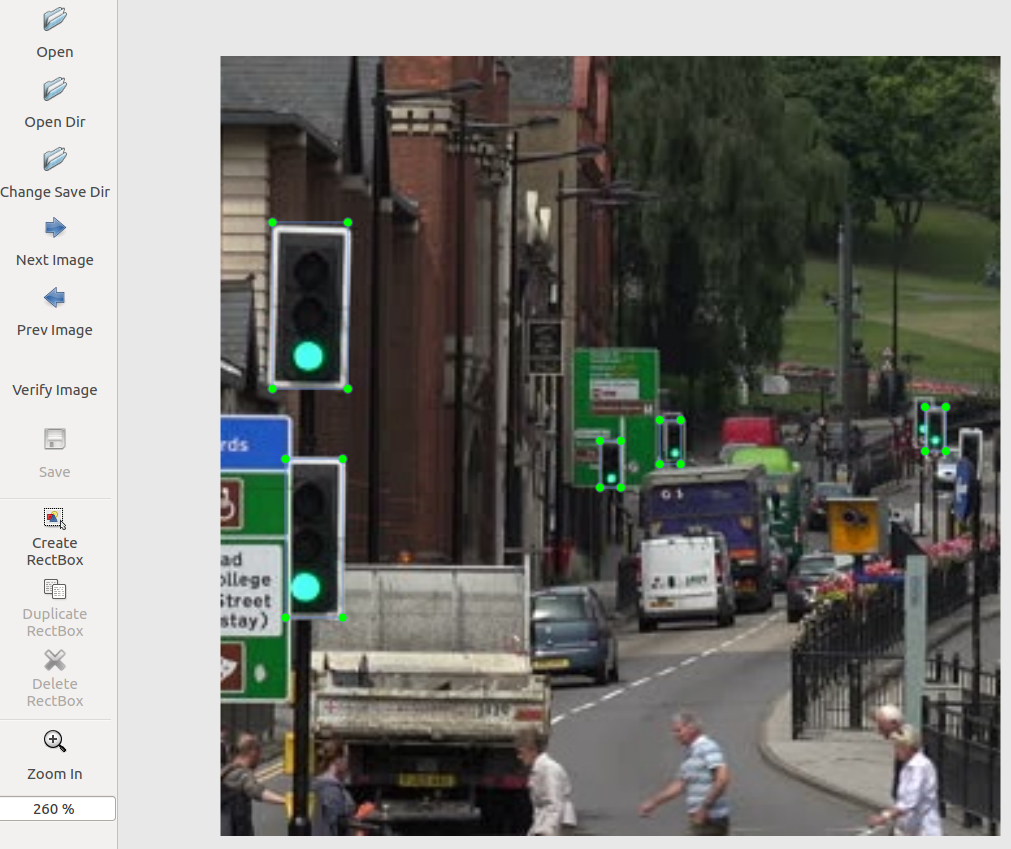 Open
Open Dir
Change Save Dir
Next Image
Prev Image
Verify Image
Save
Create
RectBox
Duplicate
RectBox
Delete
RectBox
Zoom In
260 %
rds
ad
ollege
Street
stay)
H